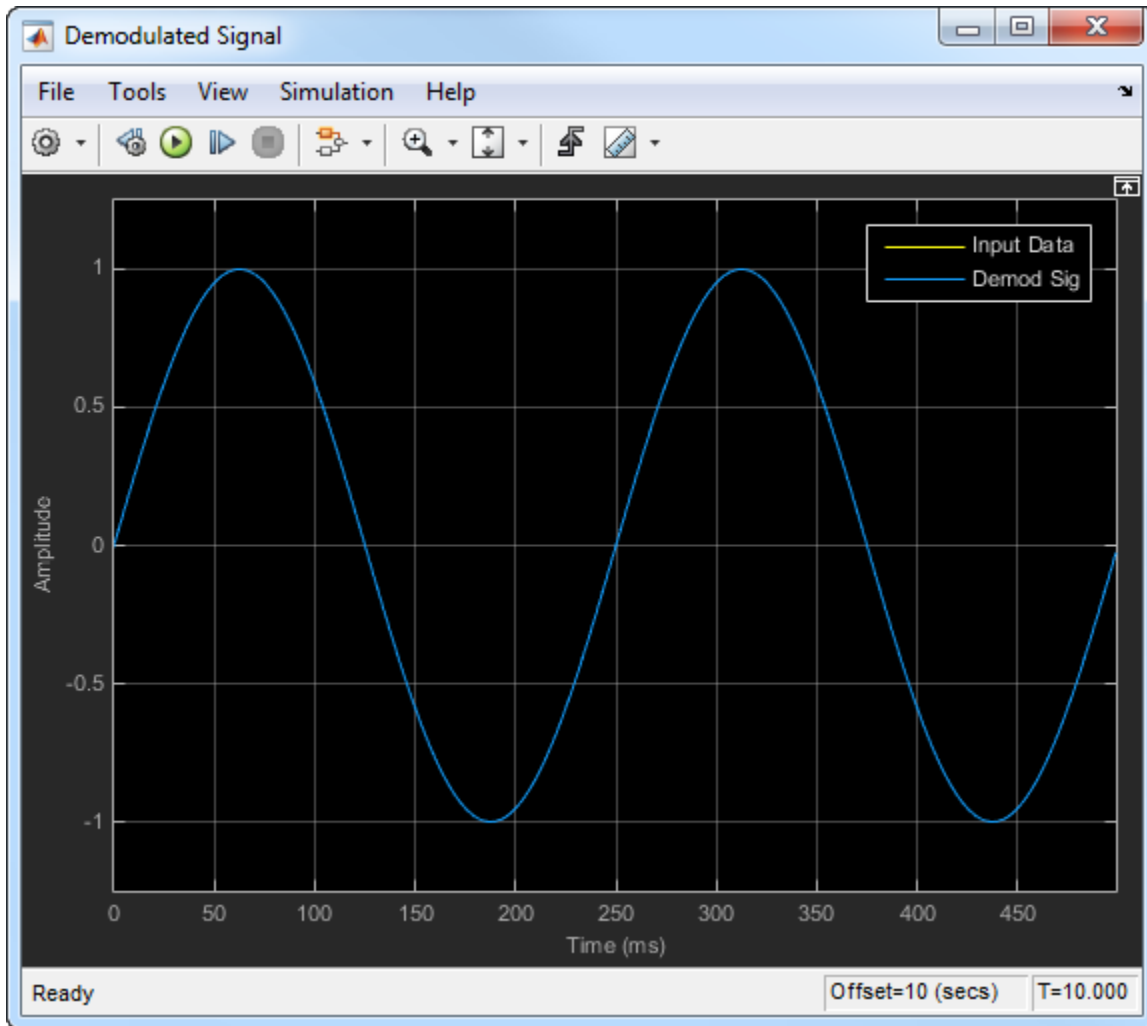 Demodulated Signal
File Tools View Simulation Help
Input Data
Demod Sig
1
0.5
0
-0.5
-1
Amplitude
0 50 100 150 200 250 300 350 400 450
Time (ms)
Ready Offset=10 (secs) T=10.000